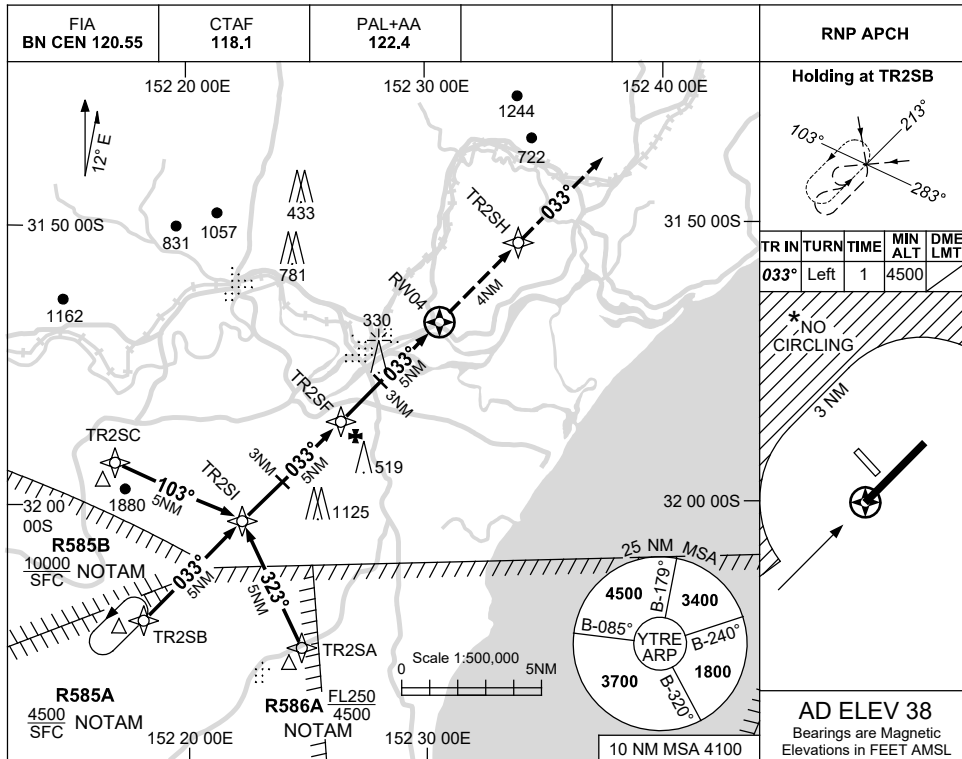 FIA
BN CEN 120.55
CTAF
118.1
PAL+AA
122.4
RNP APCH
152 20 00E
152 30 00E
152 40 00E
12° E
1244
722
433
831
1057
31 50 00S
31 50 00S
781
TR2SH
033°
4NM
1162
RW04
330
033°
5NM
3NM
TR2SF
TR2SC
519
3NM
033°
5NM
TR2SI
103°
5NM
1880
1125
32 00
00S
32 00 00S
R585B
10000
SFC
NOTAM
033°
5NM
323°
5NM
TR2SB
TR2SA
25 NM MSA
4500
B-179°
3400
B-085°
YTRE
ARP
B-240°
3700
B-320°
1800
0
Scale 1:500,000
5NM
R585A
4500
SFC
NOTAM
R586A
FL250
4500
NOTAM
152 20 00E
152 30 00E
10 NM MSA 4100
Holding at TR2SB
103°
213°
283°
TR IN
TURN
TIME
MIN
ALT
DME
LMT
033°
Left
1
4500
*NO
CIRCLING
3 NM
AD ELEV 38
Bearings are Magnetic
Elevations in FEET AMSL